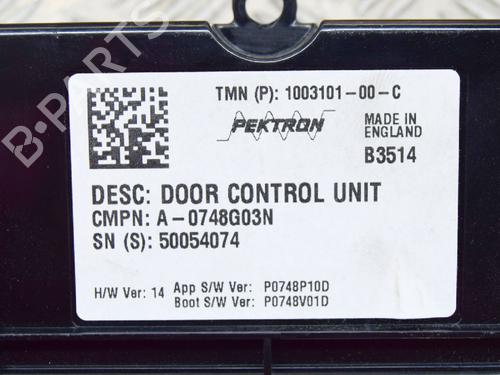 TMN (P): 1003101-00-C
PEKTRON
MADE IN
ENGLAND
B3514
DESC: DOOR CONTROL UNIT
CMPN: A-0748G03N
SN (S): 50054074
H/W Ver: 14 App S/W Ver: P0748P10D
Boot S/W Ver: P0748V01D
B-PARTS